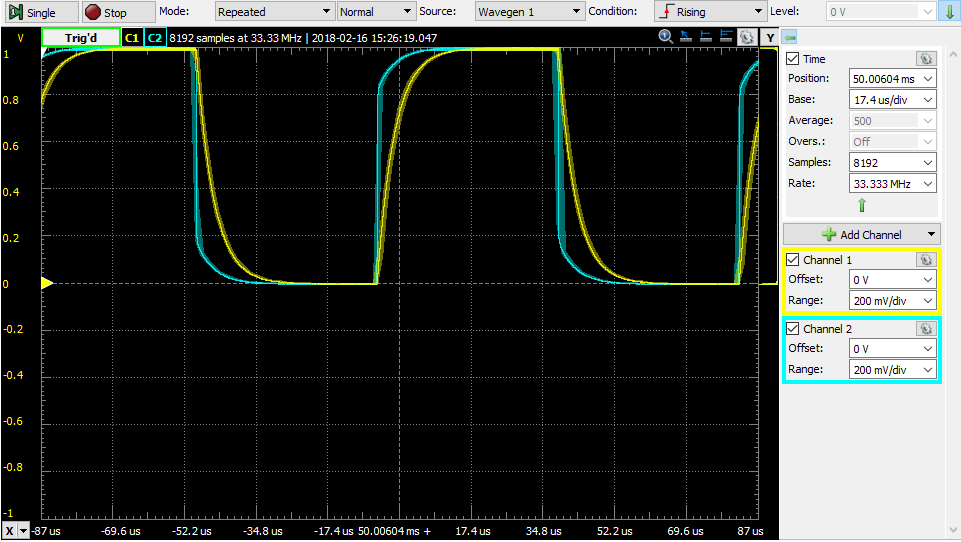 Single Stop Mode: Repeated Normal Source: Wavegen 1 Condition: Rising Level: 0 V
V Trig'd C1 C2 8192 samples at 33.33 MHz | 2018-02-16 15:26:19.047 Y
1
0.8
0.6
0.4
0.2
0
-0.2
-0.4
-0.6
-0.8
-1
X -87 us -69.6 us -52.2 us -34.8 us -17.4 us 50.00604 ms + 17.4 us 34.8 us 52.2 us 69.6 us 87 us
Time
Position: 50.00604 ms
Base: 17.4 us/div
Average: 500
Overs.: Off
Samples: 8192
Rate: 33.333 MHz
Add Channel
Channel 1
Offset: 0 V
Range: 200 mV/div
Channel 2
Offset: 0 V
Range: 200 mV/div